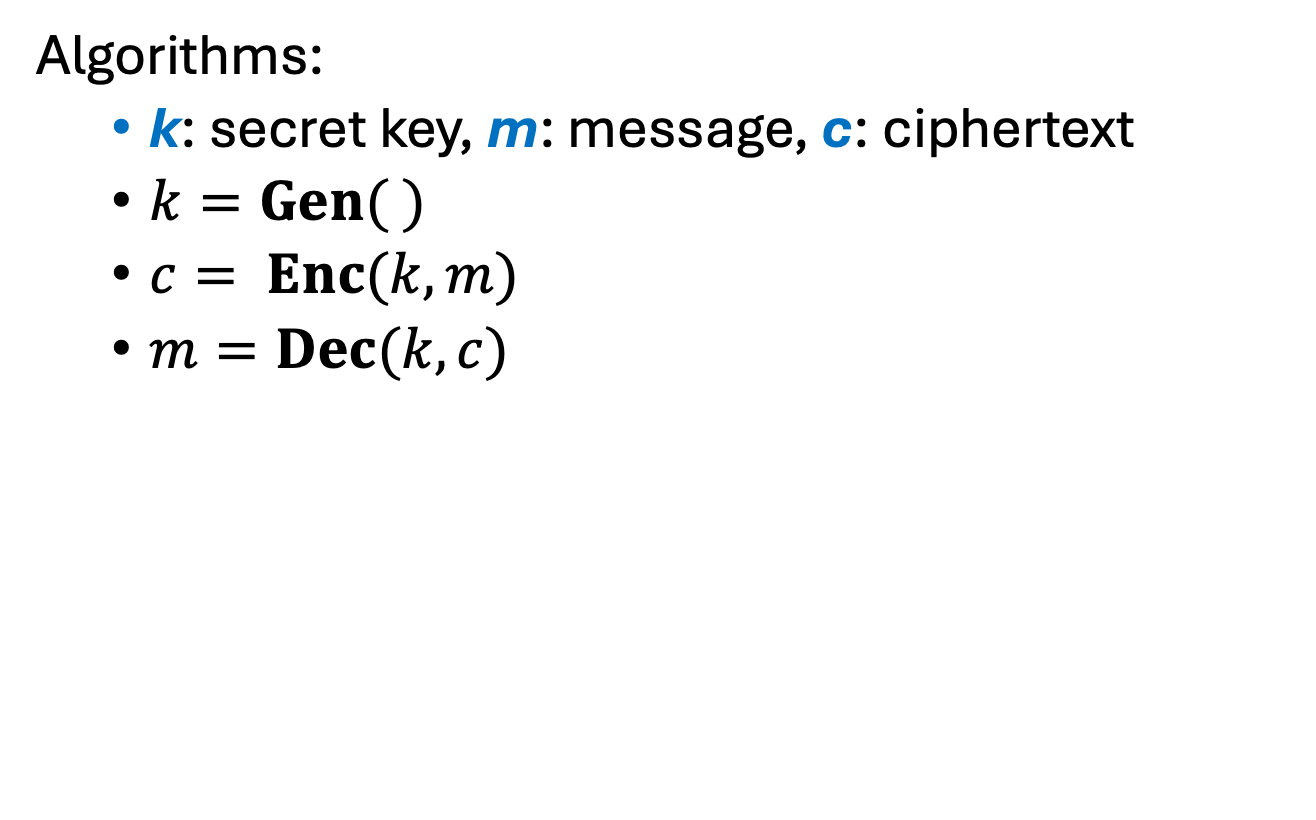 Algorithms:
• k: secret key, m: message, c: ciphertext
• k = Gen( )
• c = Enc(k, m)
• m = Dec(k, c)